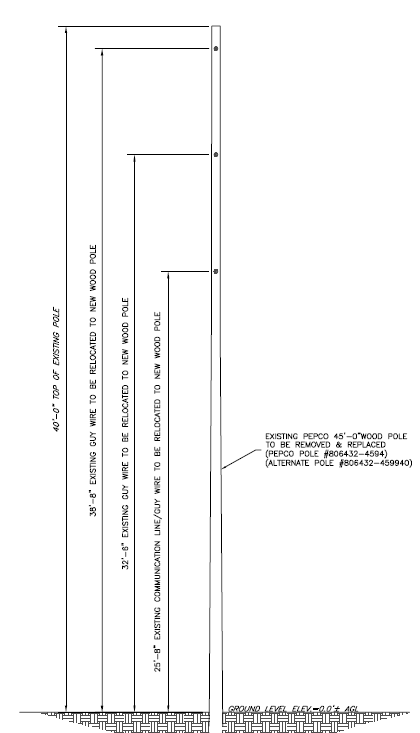 40'-0" TOP OF EXISTING POLE
38'-8" EXISTING GUY WIRE TO BE RELOCATED TO NEW WOOD POLE
32'-6" EXISTING GUY WIRE TO BE RELOCATED TO NEW WOOD POLE
25'-8" EXISTING COMMUNICATION LINE/GUY WIRE TO BE RELOCATED TO NEW WOOD POLE
EXISTING PEPCO 45'-0"WOOD POLE
TO BE REMOVED & REPLACED
(PEPCO POLE #806432-4594)
(ALTERNATE POLE #806432-459940)
GROUND LEVEL ELEV.=0.0'± AGL